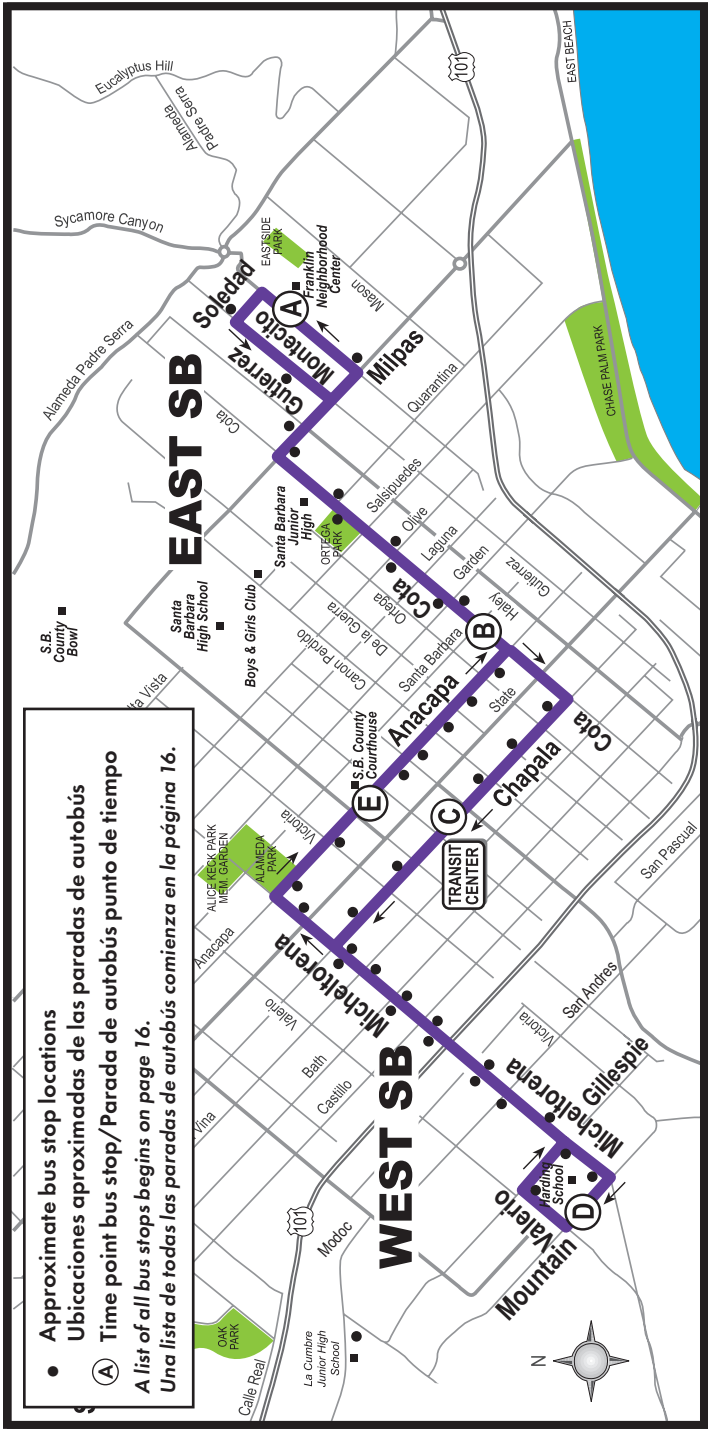 Approximate bus stop locations
Ubicaciones aproximadas de las paradas de autobús
A Time point bus stop/Parada de autobús punto de tiempo
A list of all bus stops begins on page 16.
Una lista de todas las paradas de autobús comienza en la página 16.
OAK
PARK
Calle Real
101
La Cumbre
Junior High
School
Modoc
N
WEST SB
Castillo
Bath
Valerio
Anacapa
ALICE KECK PARK
MEM. GARDEN
ALAMEDA
PARK
Victoria
Micheltorena
Mountain
Valerio
Harding
School
D
Micheltorena
Gillespie
Victoria
San Andres
San Pascual
TRANSIT
CENTER
C
Chapala
E
S.B. County
Courthouse
Anacapa
State
Cota
B
Santa Barbara
Canon Perdido
De la Guerra
Ortega
Cota
Haley
Gutierrez
Garden
Laguna
Olive
Salsipuedes
Quarantina
S.B.
County
Bowl
Santa
Barbara
High School
Boys & Girls Club
Santa Barbara
Junior
High
ORTEGA
PARK
EAST SB
Cota
Gutierrez
Montecito
Soledad
A
Milpas
Mason
Franklin
Neighborhood
Center
EASTSIDE
PARK
Alameda Padre Serra
Sycamore Canyon
Eucalyptus Hill
Alameda
Padre Serra
101
EAST BEACH
CHASE PALM PARK